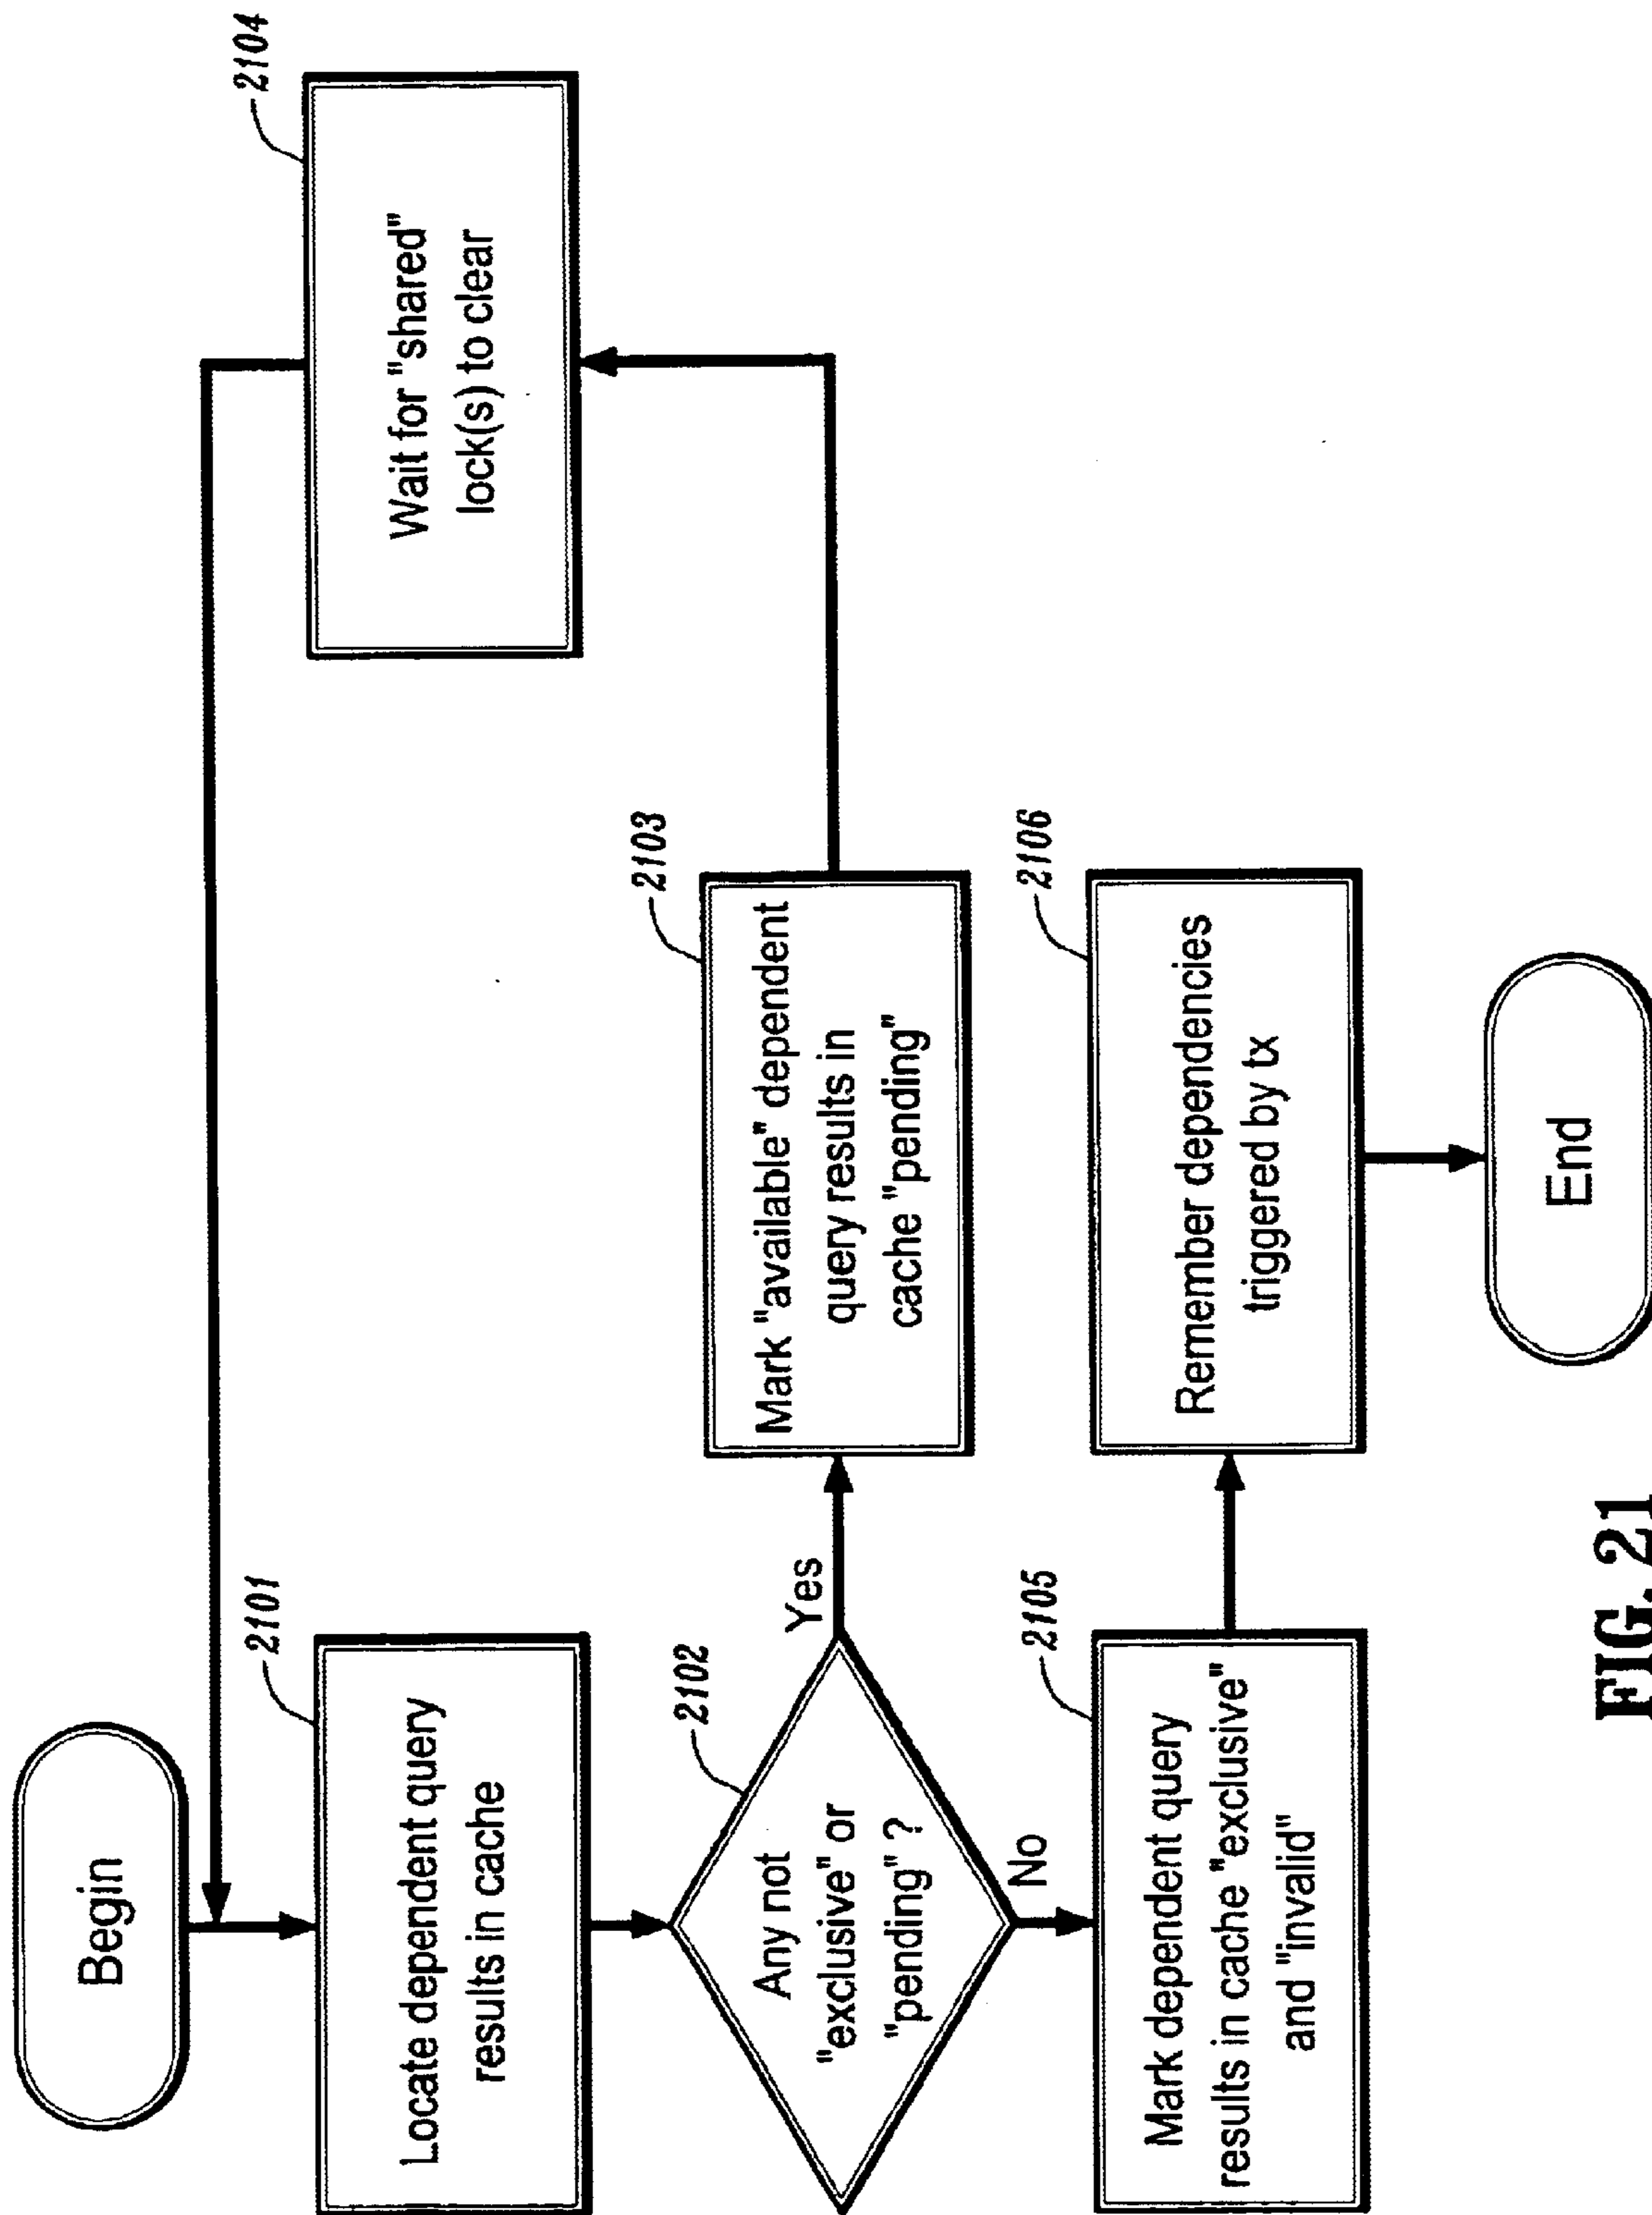 Begin
2101
Locate dependent query
results in cache
2102
Any not
"exclusive" or
"pending" ?
Yes
No
2103
Mark "available" dependent
query results in
cache "pending"
2104
Wait for "shared"
lock(s) to clear
2105
Mark dependent query
results in cache "exclusive"
and "invalid"
2106
Remember dependencies
triggered by tx
End
FIG. 21